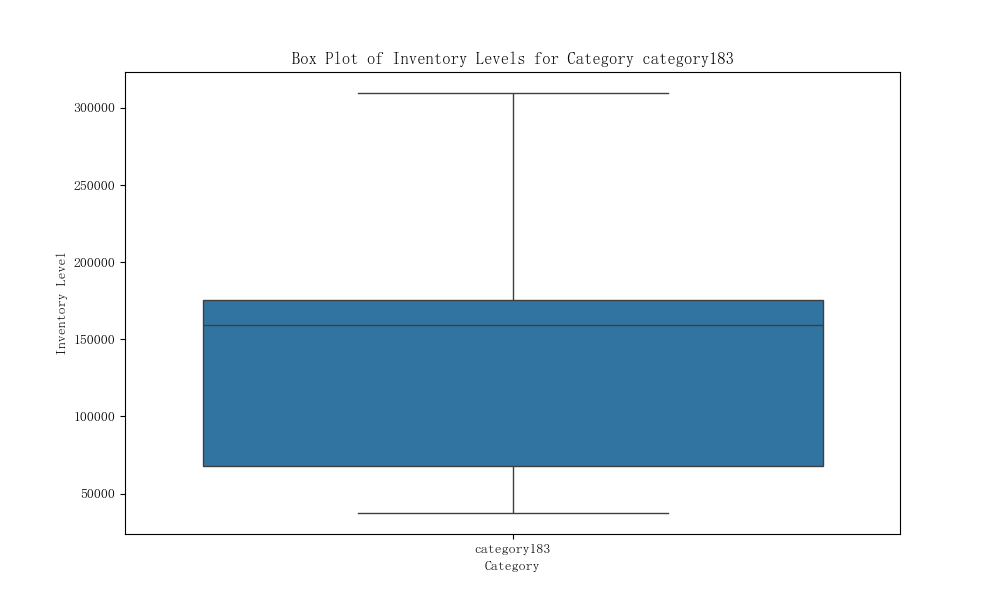 Box Plot of Inventory Levels for Category category183
300000
250000
200000
150000
100000
50000
Inventory Level
category183
Category